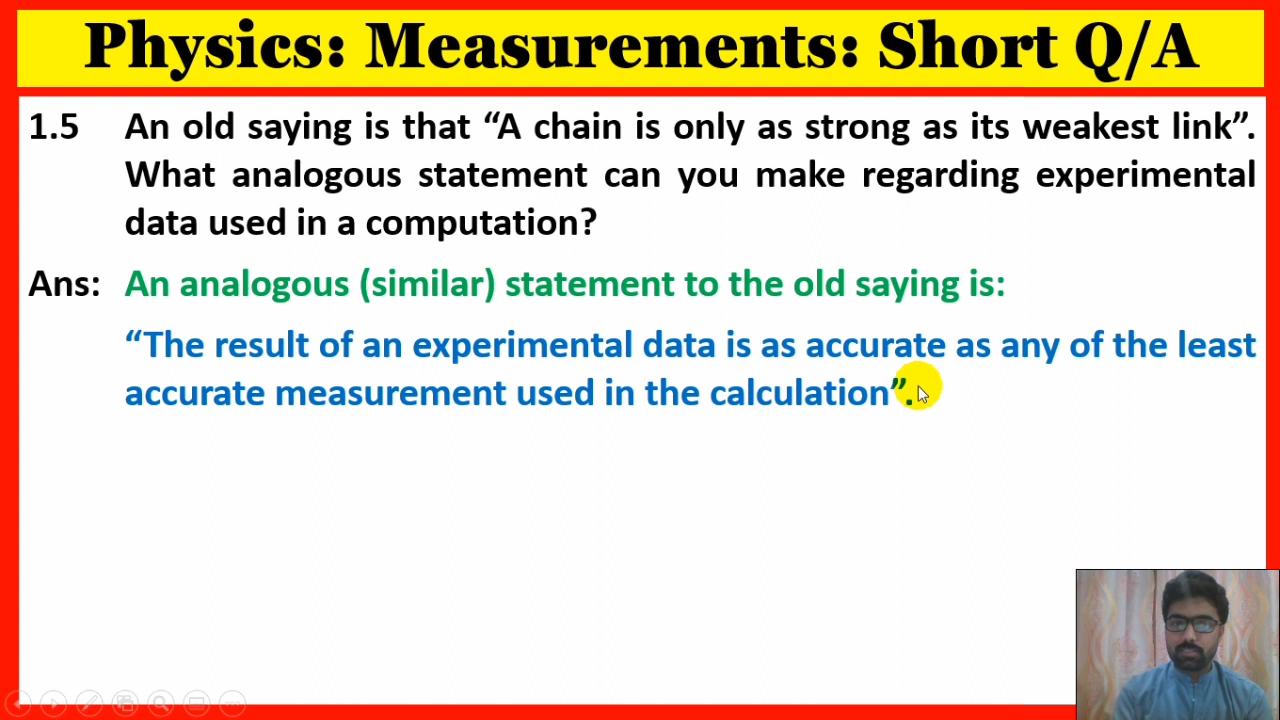 Physics: Measurements: Short Q/A
1.5 An old saying is that “A chain is only as strong as its weakest link”.
What analogous statement can you make regarding experimental
data used in a computation?
Ans: An analogous (similar) statement to the old saying is:
“The result of an experimental data is as accurate as any of the least
accurate measurement used in the calculation”.